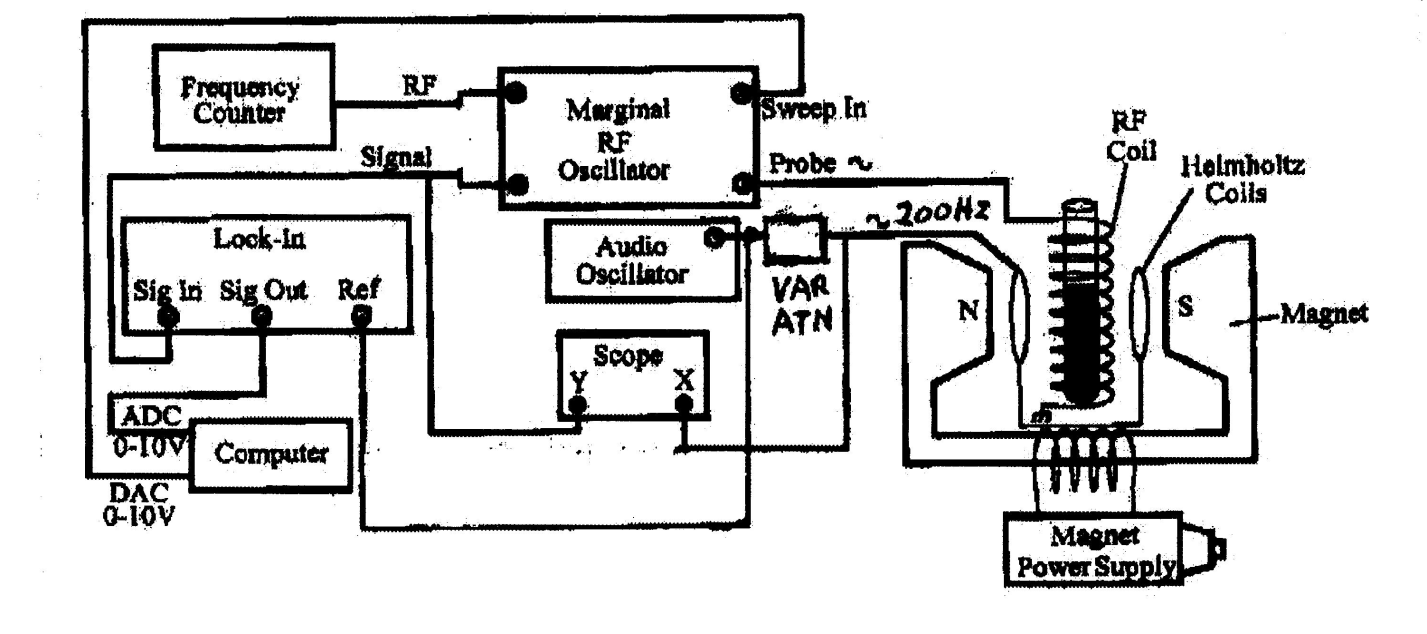 Frequency
Counter
RF
Marginal
RF
Oscillator
Sweep In
Signal
Probe ~
RF
Coil
Helmholtz
Coils
~200HZ
Lock-In
Sig In
Sig Out
Ref
Audio
Oscillator
VAR
ATN
N
S
Magnet
Scope
Y
X
ADC
0-10V
Computer
DAC
0-10V
Magnet
Power Supply